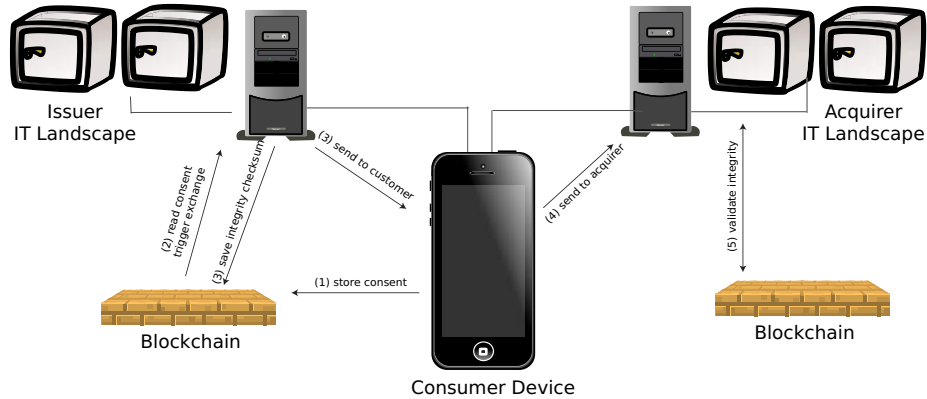 Issuer
IT Landscape
Acquirer
IT Landscape
(3) send to customer
(4) send to acquirer
(2) read consent
trigger exchange
(3) save integrity checksum
(5) validate integrity
(1) store consent
Blockchain
Blockchain
Consumer Device